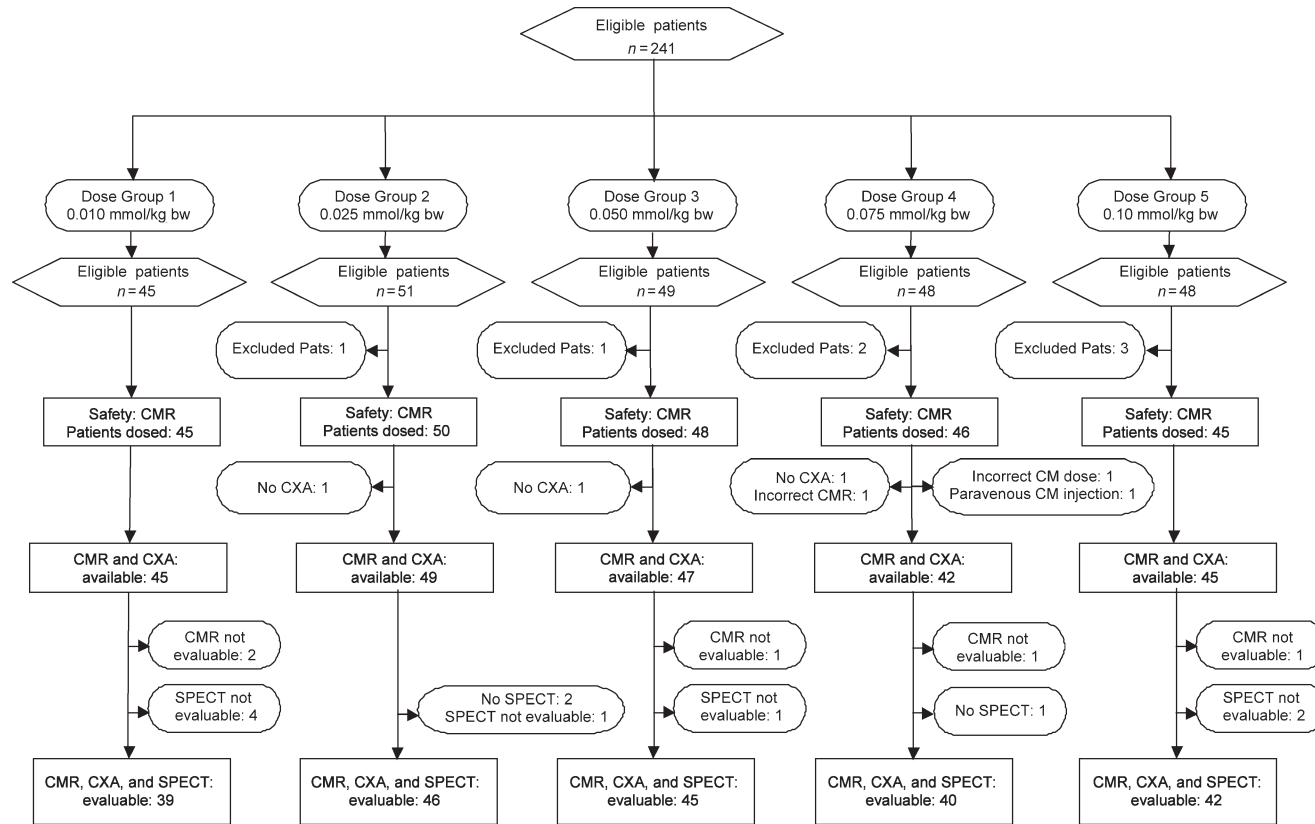 Eligible patients
n = 241
Dose Group 1
0.010 mmol/kg bw
Dose Group 2
0.025 mmol/kg bw
Dose Group 3
0.050 mmol/kg bw
Dose Group 4
0.075 mmol/kg bw
Dose Group 5
0.10 mmol/kg bw
Eligible patients
n = 45
Eligible patients
n = 51
Eligible patients
n = 49
Eligible patients
n = 48
Eligible patients
n = 48
Excluded Pats: 1
Excluded Pats: 1
Excluded Pats: 2
Excluded Pats: 3
Safety: CMR
Patients dosed: 45
Safety: CMR
Patients dosed: 50
Safety: CMR
Patients dosed: 48
Safety: CMR
Patients dosed: 46
Safety: CMR
Patients dosed: 45
No CXA: 1
No CXA: 1
No CXA: 1
Incorrect CMR: 1
Incorrect CM dose: 1
Paravenous CM injection: 1
CMR and CXA:
available: 45
CMR and CXA:
available: 49
CMR and CXA:
available: 47
CMR and CXA:
available: 42
CMR and CXA:
available: 45
CMR not
evaluable: 2
CMR not
evaluable: 1
CMR not
evaluable: 1
CMR not
evaluable: 1
SPECT not
evaluable: 4
No SPECT: 2
SPECT not evaluable: 1
SPECT not
evaluable: 1
No SPECT: 1
SPECT not
evaluable: 2
CMR, CXA, and SPECT:
evaluable: 39
CMR, CXA, and SPECT:
evaluable: 46
CMR, CXA, and SPECT:
evaluable: 45
CMR, CXA, and SPECT:
evaluable: 40
CMR, CXA, and SPECT:
evaluable: 42